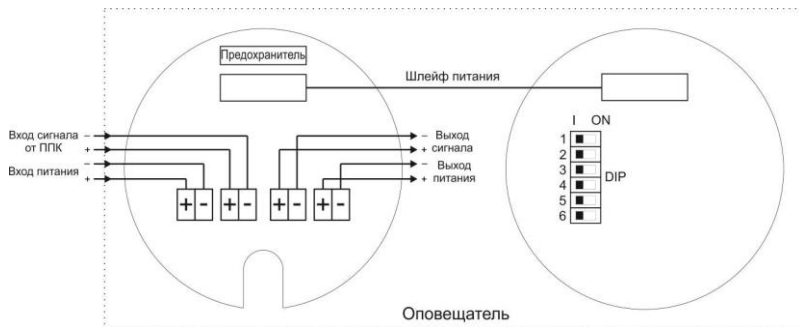 Предохранитель
Шлейф питания
I ON
Вход сигнала –
от ППК +
–
Вход питания
+
– Выход
+ сигнала
– Выход
+ питания
+ - + - + - + -
1
2
3
4
5
6
DIP
Оповещатель